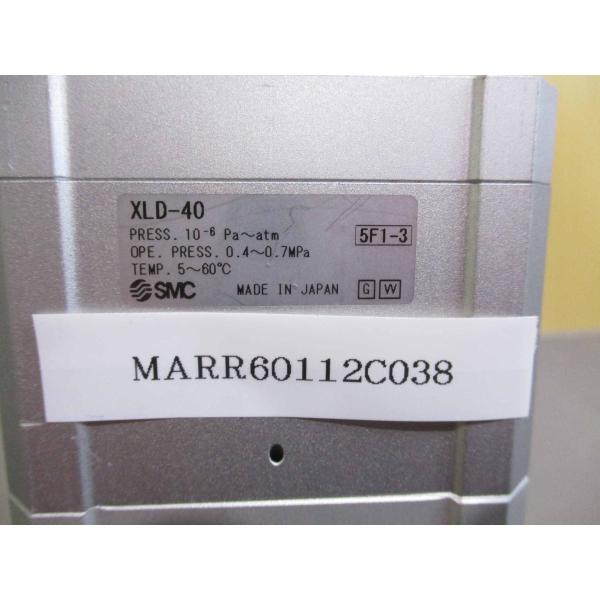 XLD-40
PRESS. 10⁻⁶ Pa～atm
5F1-3
OPE. PRESS. 0.4～0.7MPa
TEMP. 5～60℃
SMC MADE IN JAPAN G W
MARR60112C038